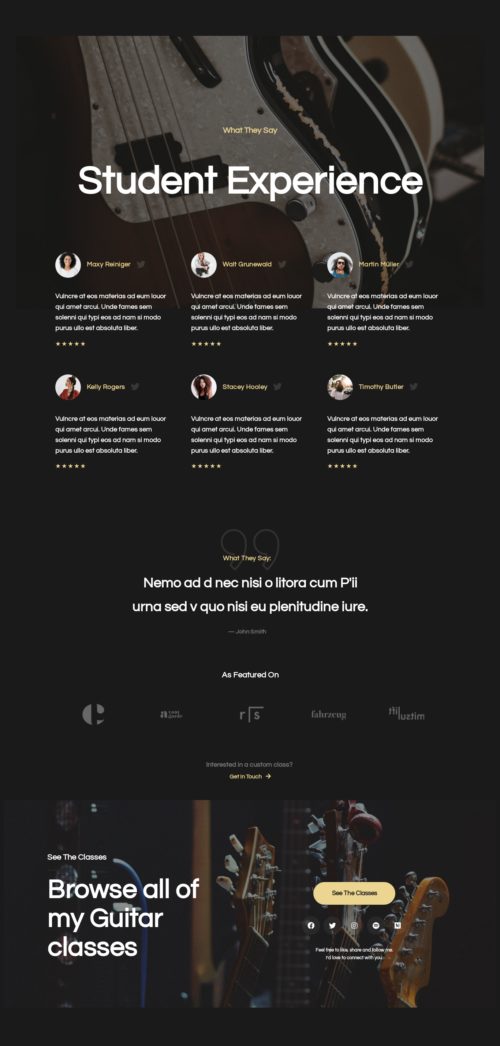 What They Say
Student Experience
Maxy Reiniger
Walt Grunewald
Martin Müller
Vulncre at eos materias ad eum louor
qui amet arcui. Unde fames sem
solenni qui typi eos ad nam si modo
purus ullo est absoluta liber.
★★★★★
Vulncre at eos materias ad eum louor
qui amet arcui. Unde fames sem
solenni qui typi eos ad nam si modo
purus ullo est absoluta liber.
★★★★★
Vulncre at eos materias ad eum louor
qui amet arcui. Unde fames sem
solenni qui typi eos ad nam si modo
purus ullo est absoluta liber.
★★★★★
Kelly Rogers
Stacey Hooley
Timothy Butler
Vulncre at eos materias ad eum louor
qui amet arcui. Unde fames sem
solenni qui typi eos ad nam si modo
purus ullo est absoluta liber.
★★★★★
Vulncre at eos materias ad eum louor
qui amet arcui. Unde fames sem
solenni qui typi eos ad nam si modo
purus ullo est absoluta liber.
★★★★★
Vulncre at eos materias ad eum louor
qui amet arcui. Unde fames sem
solenni qui typi eos ad nam si modo
purus ullo est absoluta liber.
★★★★★
What They Say:
Nemo ad d nec nisi o litora cum P'ii
urna sed v quo nisi eu plenitudine iure.
— John Smith
As Featured On
rs
fahrzeug
Interested in a custom class?
Get In Touch →
See The Classes
Browse all of
my Guitar
classes
See The Classes
Feel free to like, share and follow me.
I'd love to connect with you.